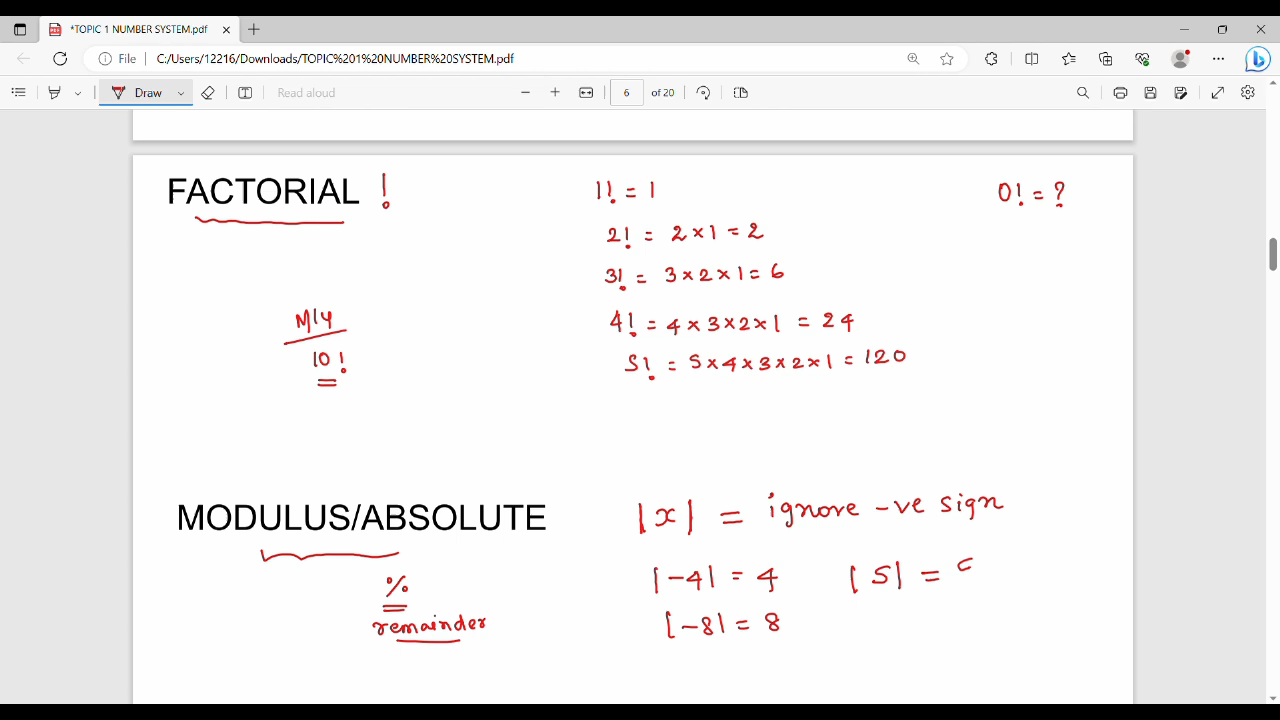 *TOPIC 1 NUMBER SYSTEM.pdf
File C:/Users/12216/Downloads/TOPIC%201%20NUMBER%20SYSTEM.pdf
Draw Read aloud 6 of 20
FACTORIAL !
1! = 1
0! = ?
2! = 2×1 = 2
3! = 3×2×1 = 6
4! = 4×3×2×1 = 24
5! = 5×4×3×2×1 = 120
10!
MODULUS/ABSOLUTE
|x| = ignore -ve sign
|-4| = 4 |5| =
|-8| = 8
%
remainder